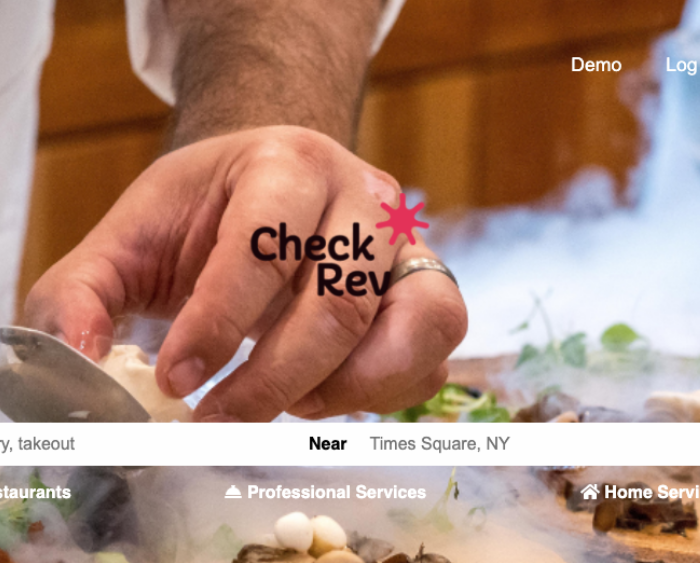 Demo Log
Check
Rev
ry, takeout Near Times Square, NY
staurants Professional Services Home Servi